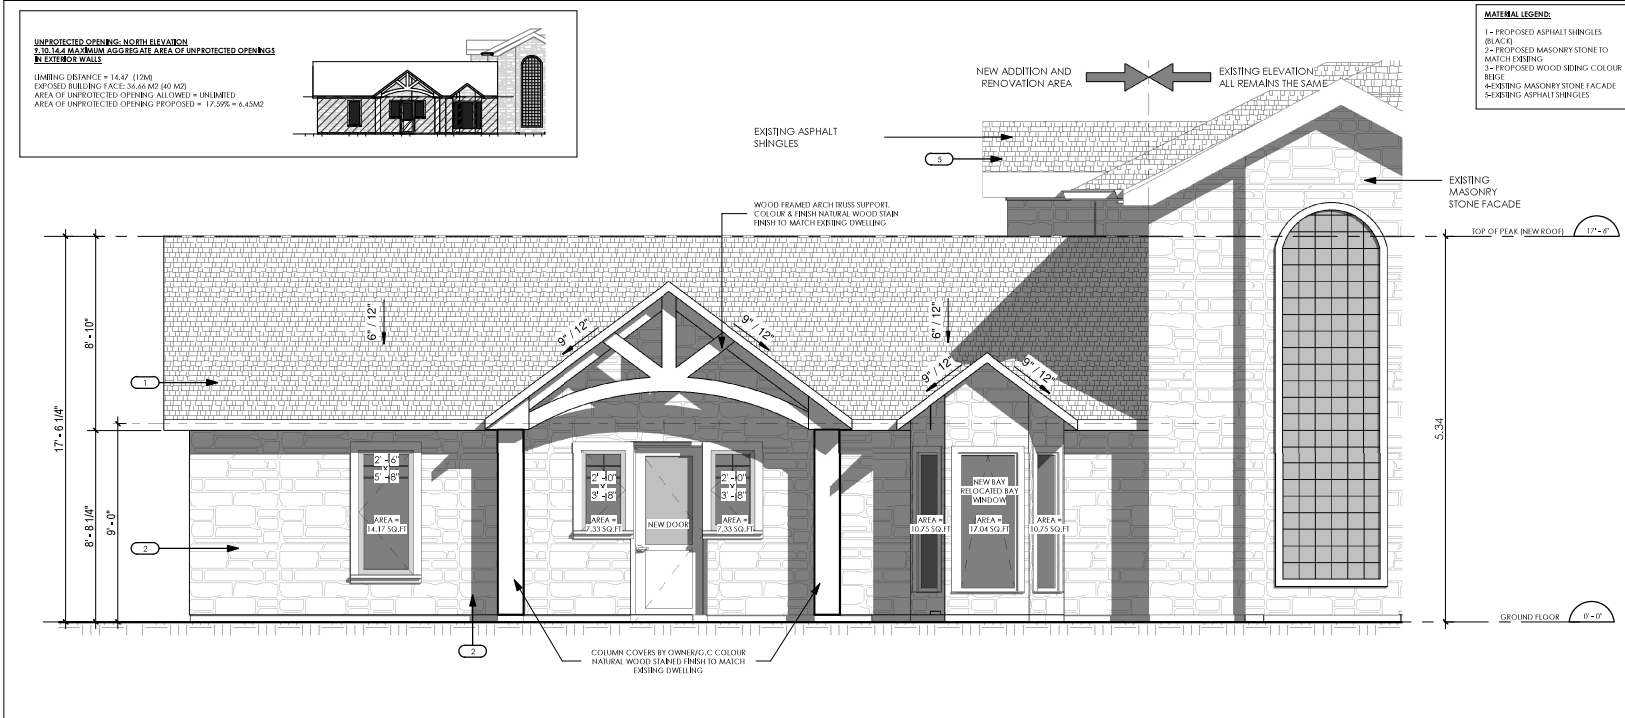 UNPROTECTED OPENING: NORTH ELEVATION
9.10.14.4 MAXIMUM AGGREGATE AREA OF UNPROTECTED OPENINGS
IN EXTERIOR WALLS
LIMITING DISTANCE = 14.47 (12M)
EXPOSED BUILDING FACE: 36.66 M2 (40 M2)
AREA OF UNPROTECTED OPENING ALLOWED = UNLIMITED
AREA OF UNPROTECTED OPENING PROPOSED = 17.59% = 6.45M2
MATERIAL LEGEND:
1 - PROPOSED ASPHALT SHINGLES
(BLACK)
2 - PROPOSED MASONRY STONE TO
MATCH EXISTING
3 - PROPOSED WOOD SIDING COLOUR
BEIGE
4-EXISTING MASONRY STONE FACADE
5-EXISTING ASPHALT SHINGLES
NEW ADDITION AND
RENOVATION AREA
EXISTING ELEVATION
ALL REMAINS THE SAME
EXISTING ASPHALT
SHINGLES
5
EXISTING
MASONRY
STONE FACADE
WOOD FRAMED ARCH TRUSS SUPPORT.
COLOUR & FINISH NATURAL WOOD STAIN
FINISH TO MATCH EXISTING DWELLING
TOP OF PEAK (NEW ROOF)
17' - 6"
17' - 6 1/4"
8' - 10"
8' - 8 1/4"
9' - 0"
6" / 12"
9" / 12"
9" / 12"
6" / 12"
9" / 12"
9" / 12"
1
2
5.34
2' - 6"
x
5' - 8"
AREA =
14.17 SQ.FT
2' - 0"
x
3' - 8"
AREA =
7.33 SQ.FT
NEW DOOR
2' - 0"
x
3' - 8"
AREA =
7.33 SQ.FT
NEW BAY
RELOCATED BAY
WINDOW
AREA =
10.75 SQ.FT
AREA =
17.04 SQ.FT
AREA =
10.75 SQ.FT
GROUND FLOOR
0' - 0"
2
COLUMN COVERS BY OWNER/G.C COLOUR
NATURAL WOOD STAINED FINISH TO MATCH
EXISTING DWELLING